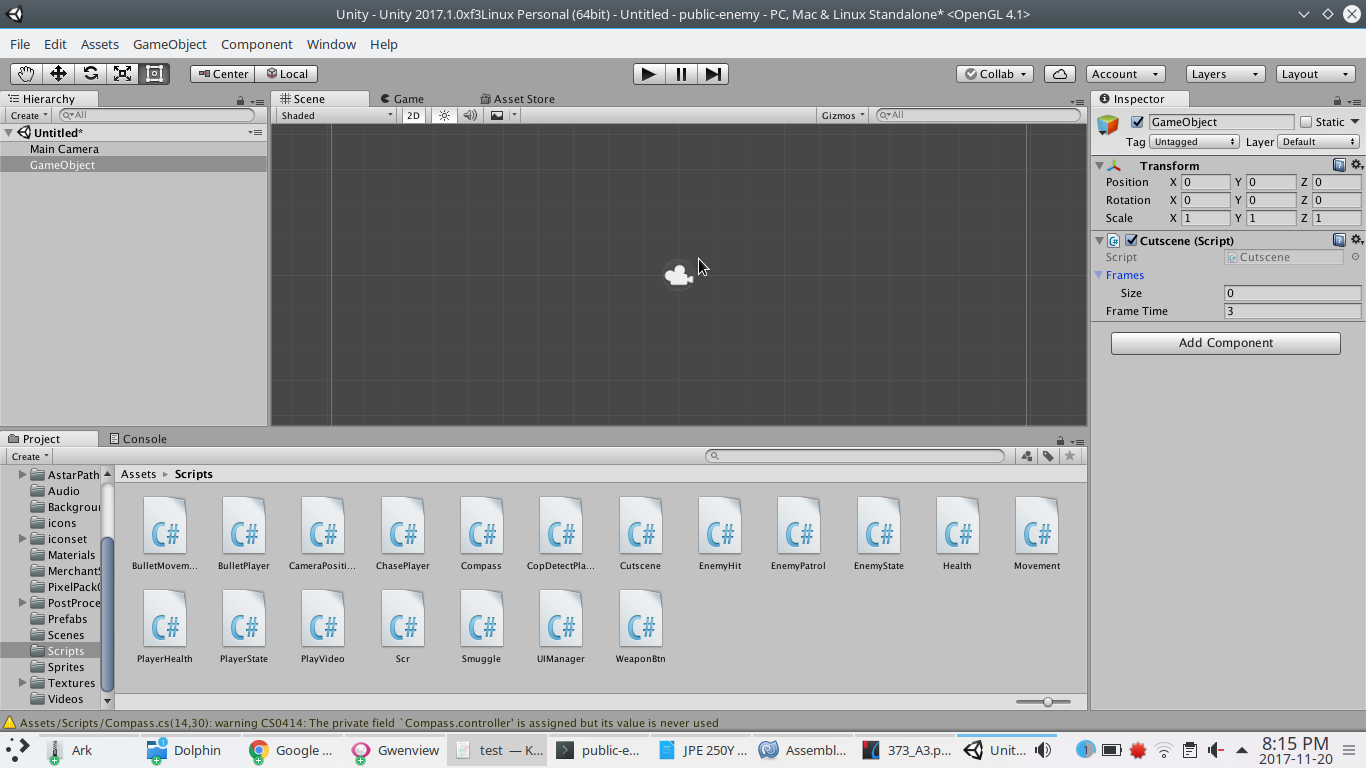 Unity - Unity 2017.1.0xf3Linux Personal (64bit) - Untitled - public-enemy - PC, Mac & Linux Standalone* <OpenGL 4.1>
File Edit Assets GameObject Component Window Help
Center Local Collab Account Layers Layout
Hierarchy
Create All
Untitled*
Main Camera
GameObject
Scene Game Asset Store
Shaded 2D Gizmos All
Inspector
GameObject Static
Tag Untagged Layer Default
Transform
Position X 0 Y 0 Z 0
Rotation X 0 Y 0 Z 0
Scale X 1 Y 1 Z 1
Cutscene (Script)
Script Cutscene
Frames
Size 0
Frame Time 3
Add Component
Project Console
Create
AstarPath
Audio
Backgrou
icons
iconset
Materials
Merchant
PixelPack
PostProce
Prefabs
Scenes
Scripts
Sprites
Textures
Videos
Assets Scripts
C# C# C# C# C# C# C# C# C# C# C# C#
BulletMovem... BulletPlayer CameraPositi... ChasePlayer Compass CopDetectPla... Cutscene EnemyHit EnemyPatrol EnemyState Health Movement
C# C# C# C# C# C# C#
PlayerHealth PlayerState PlayVideo Scr Smuggle UIManager WeaponBtn
Assets/Scripts/Compass.cs(14,30): warning CS0414: The private field `Compass.controller' is assigned but its value is never used
Ark Dolphin Google ... Gwenview test — K... public-e... JPE 250Y ... Assembl... 373_A3.p... Unit... 1 8:15 PM
2017-11-20